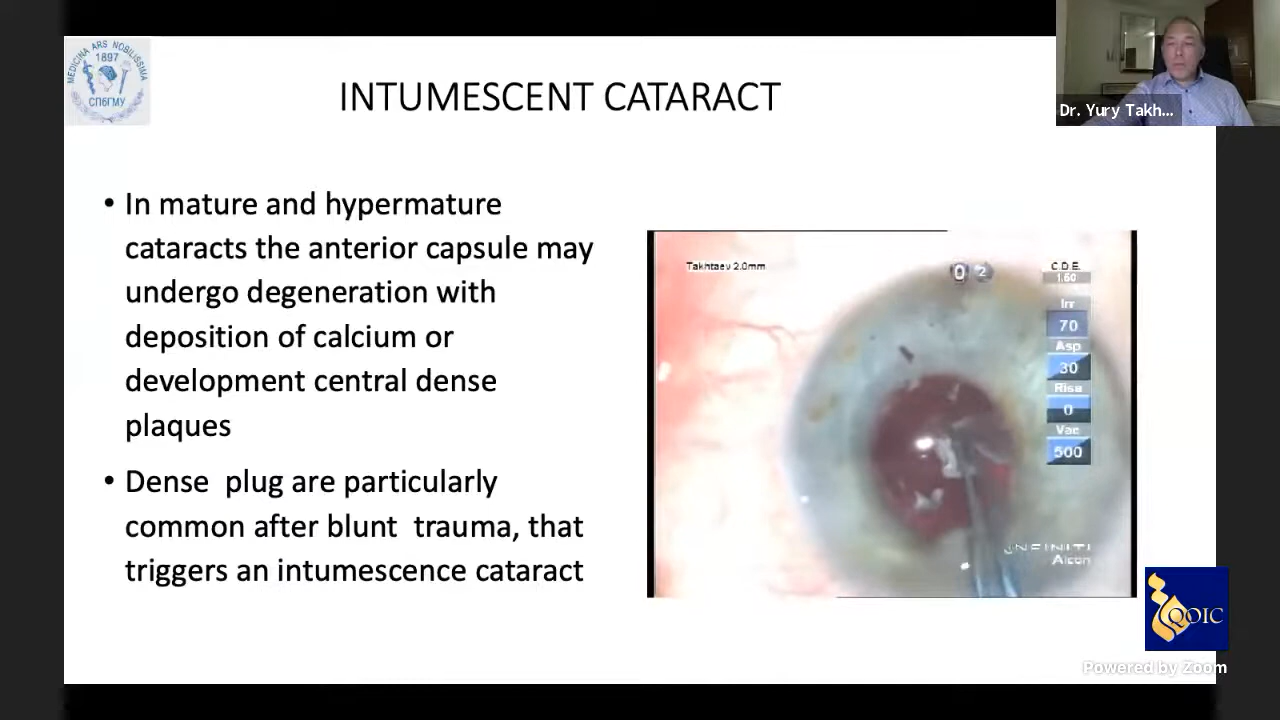 MEDICINA ARS NOBILISSIMA
1897
СПбГМУ
INTUMESCENT CATARACT
Dr. Yury Takh...
• In mature and hypermature
cataracts the anterior capsule may
undergo degeneration with
deposition of calcium or
development central dense
plaques
• Dense plug are particularly
common after blunt trauma, that
triggers an intumescence cataract
Takhtaev 2.0mm
0 2
C.D.E.
1.60
Irr
70
Asp
30
Rise
0
Vac
500
INFINITI
Alcon
QOIC
Powered by Zoom